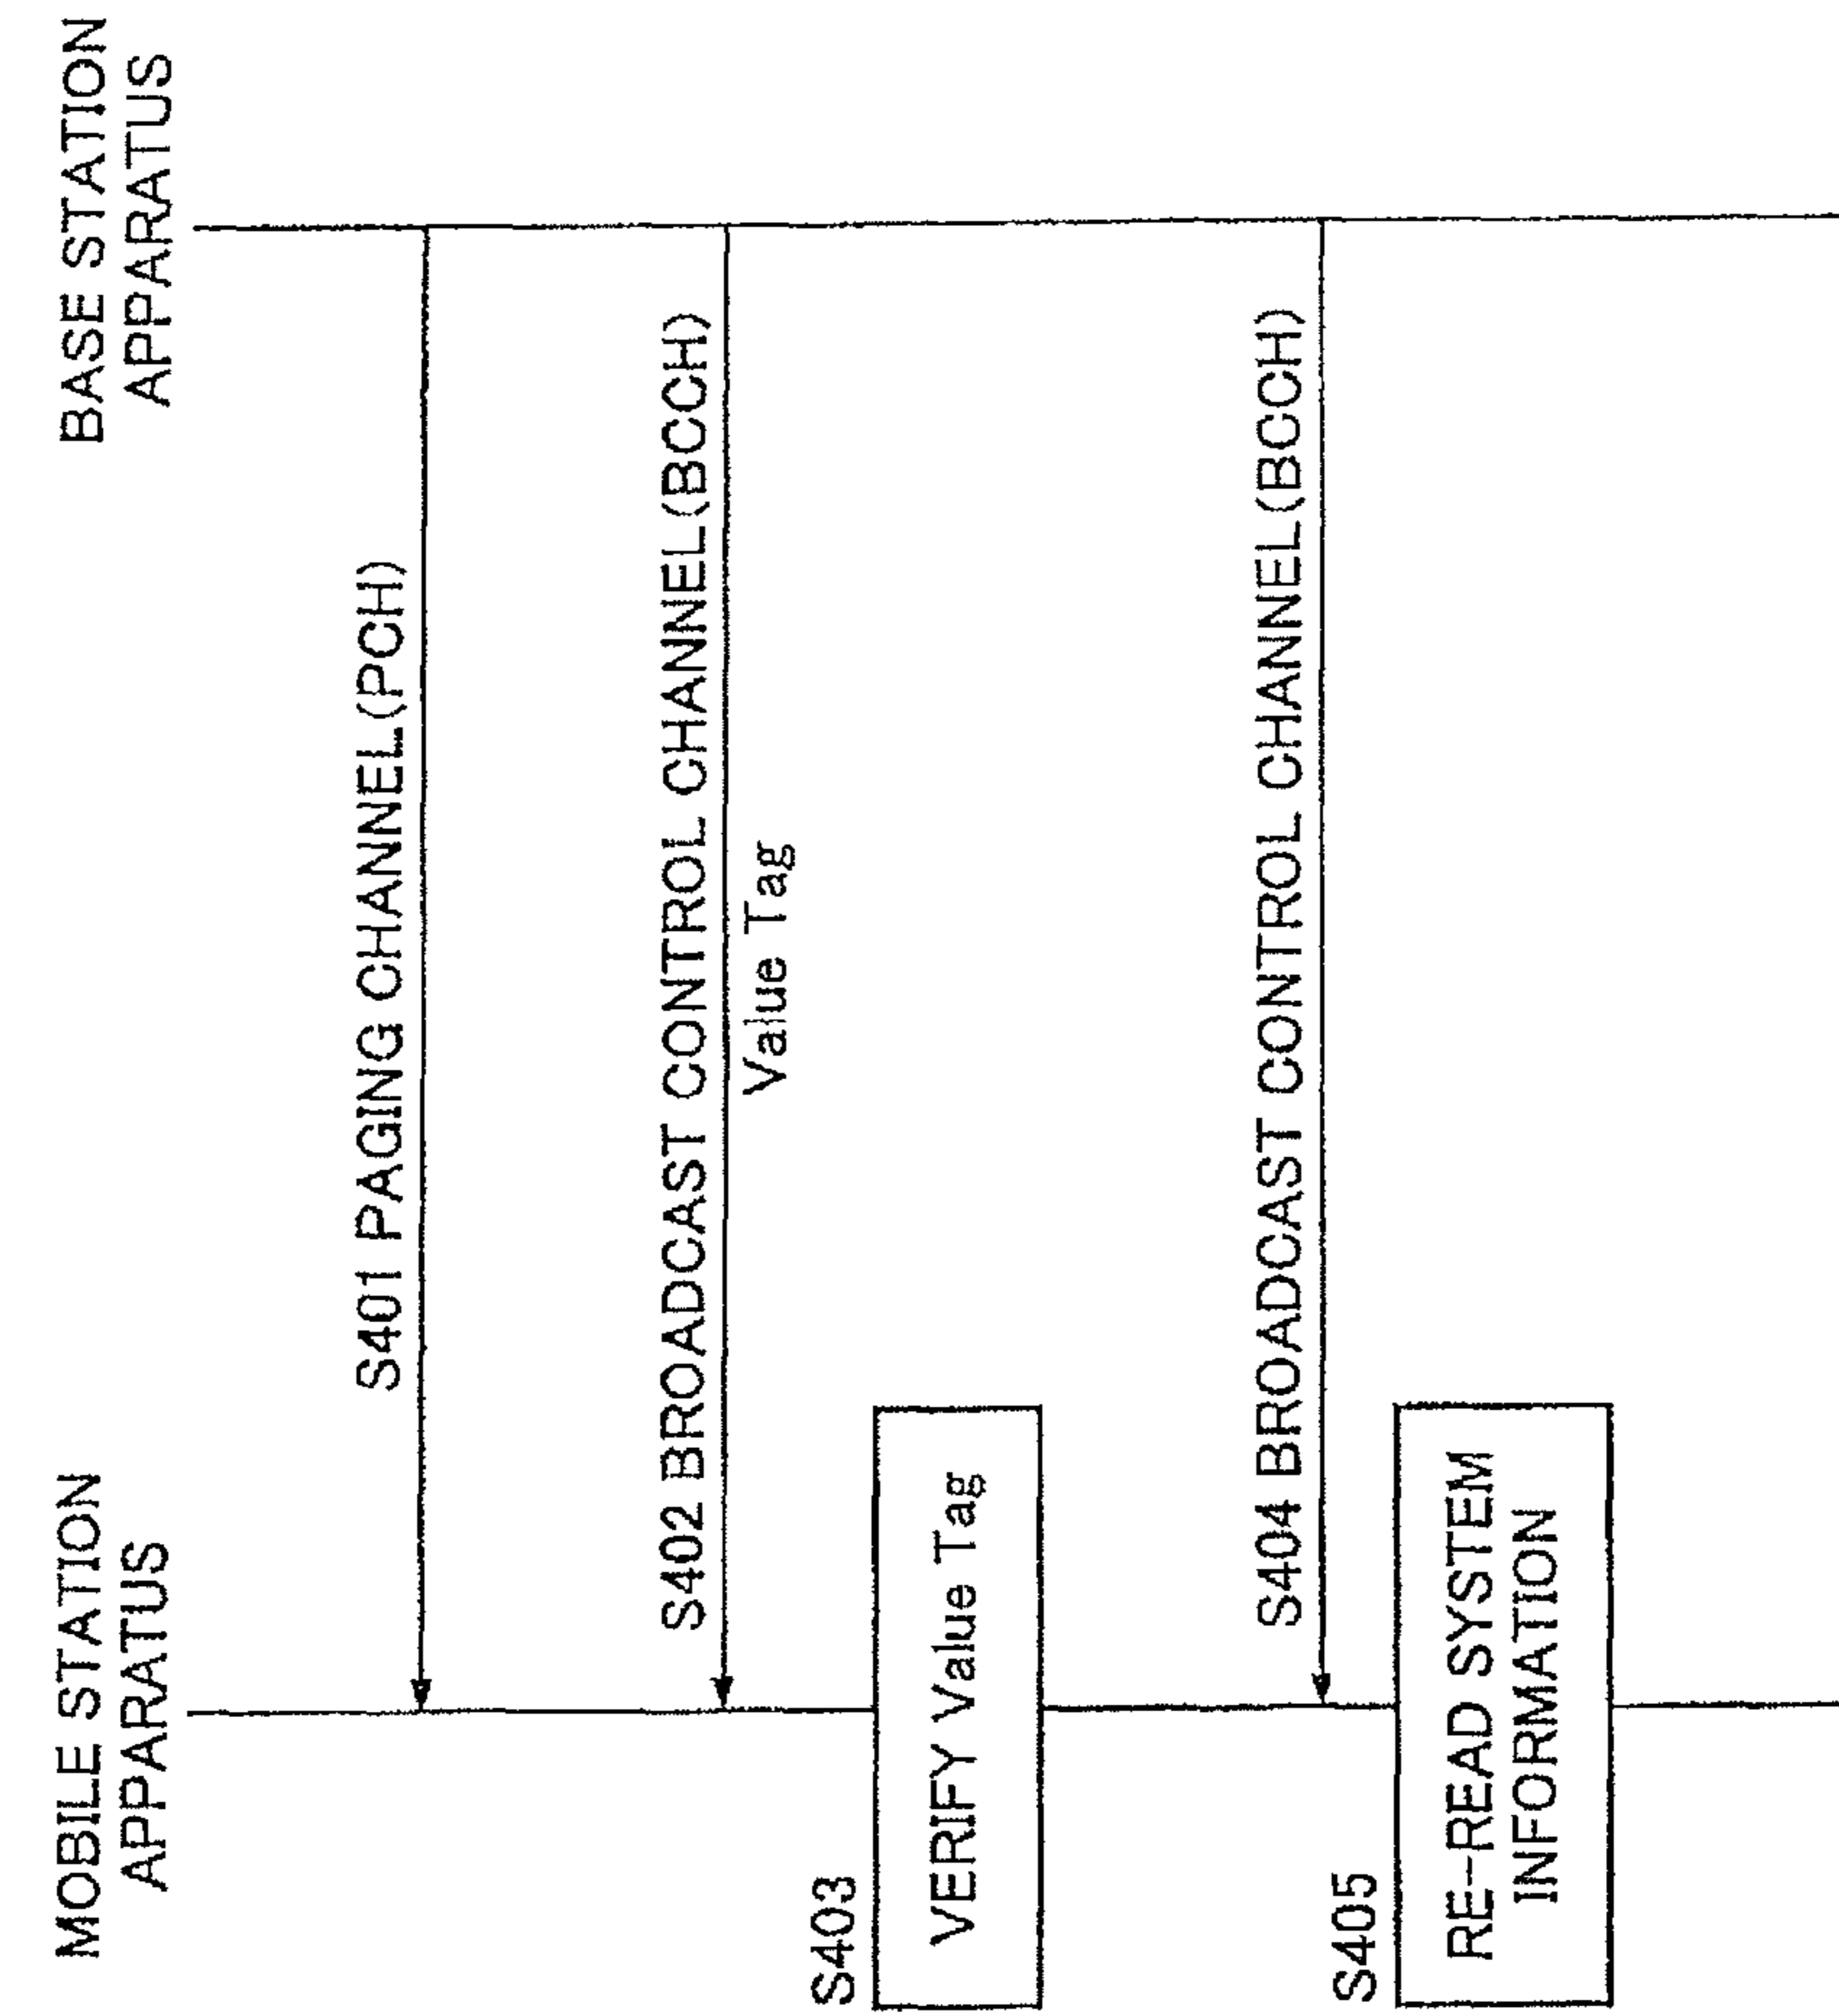 MOBILE STATION
APPARATUS
BASE STATION
APPARATUS
S401 PAGING CHANNEL(PCH)
S402 BROADCAST CONTROL CHANNEL(BCCH)
Value Tag
S403
VERIFY Value Tag
S404 BROADCAST CONTROL CHANNEL(BCCH)
S405
RE-READ SYSTEM
INFORMATION